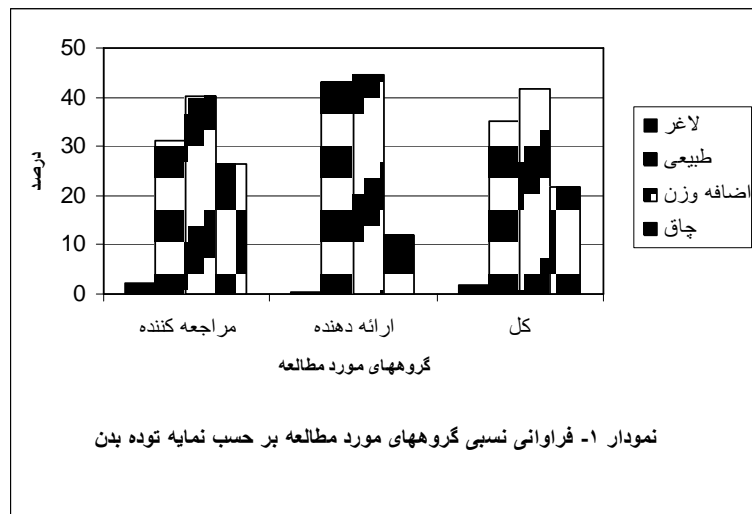 50
40
30
20
10
0
درصد
مراجعه کننده
ارائه دهنده
کل
گروههای مورد مطالعه
لاغر
طبیعی
اضافه وزن
چاق
نمودار ۱- فراوانی نسبی گروههای مورد مطالعه بر حسب نمایه توده بدن